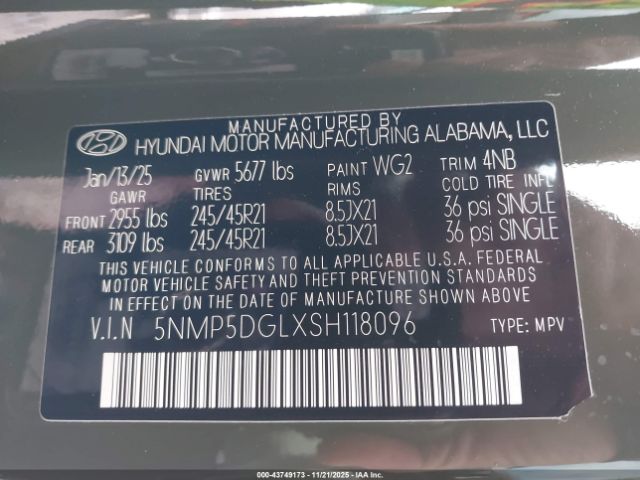 MANUFACTURED BY
HYUNDAI MOTOR MANUFACTURING ALABAMA, LLC
Jan/13/25 GVWR 5677 lbs PAINT WG2 TRIM 4NB
GAWR TIRES RIMS COLD TIRE INFL
FRONT 2955 lbs 245/45R21 8.5JX21 36 psi SINGLE
REAR 3109 lbs 245/45R21 8.5JX21 36 psi SINGLE
THIS VEHICLE CONFORMS TO ALL APPLICABLE U.S.A. FEDERAL
MOTOR VEHICLE SAFETY AND THEFT PREVENTION STANDARDS
IN EFFECT ON THE DATE OF MANUFACTURE SHOWN ABOVE.
V.I.N 5NMP5DGLXSH118096 TYPE: MPV
000-43749173 - 11/21/2025 - IAA Inc.